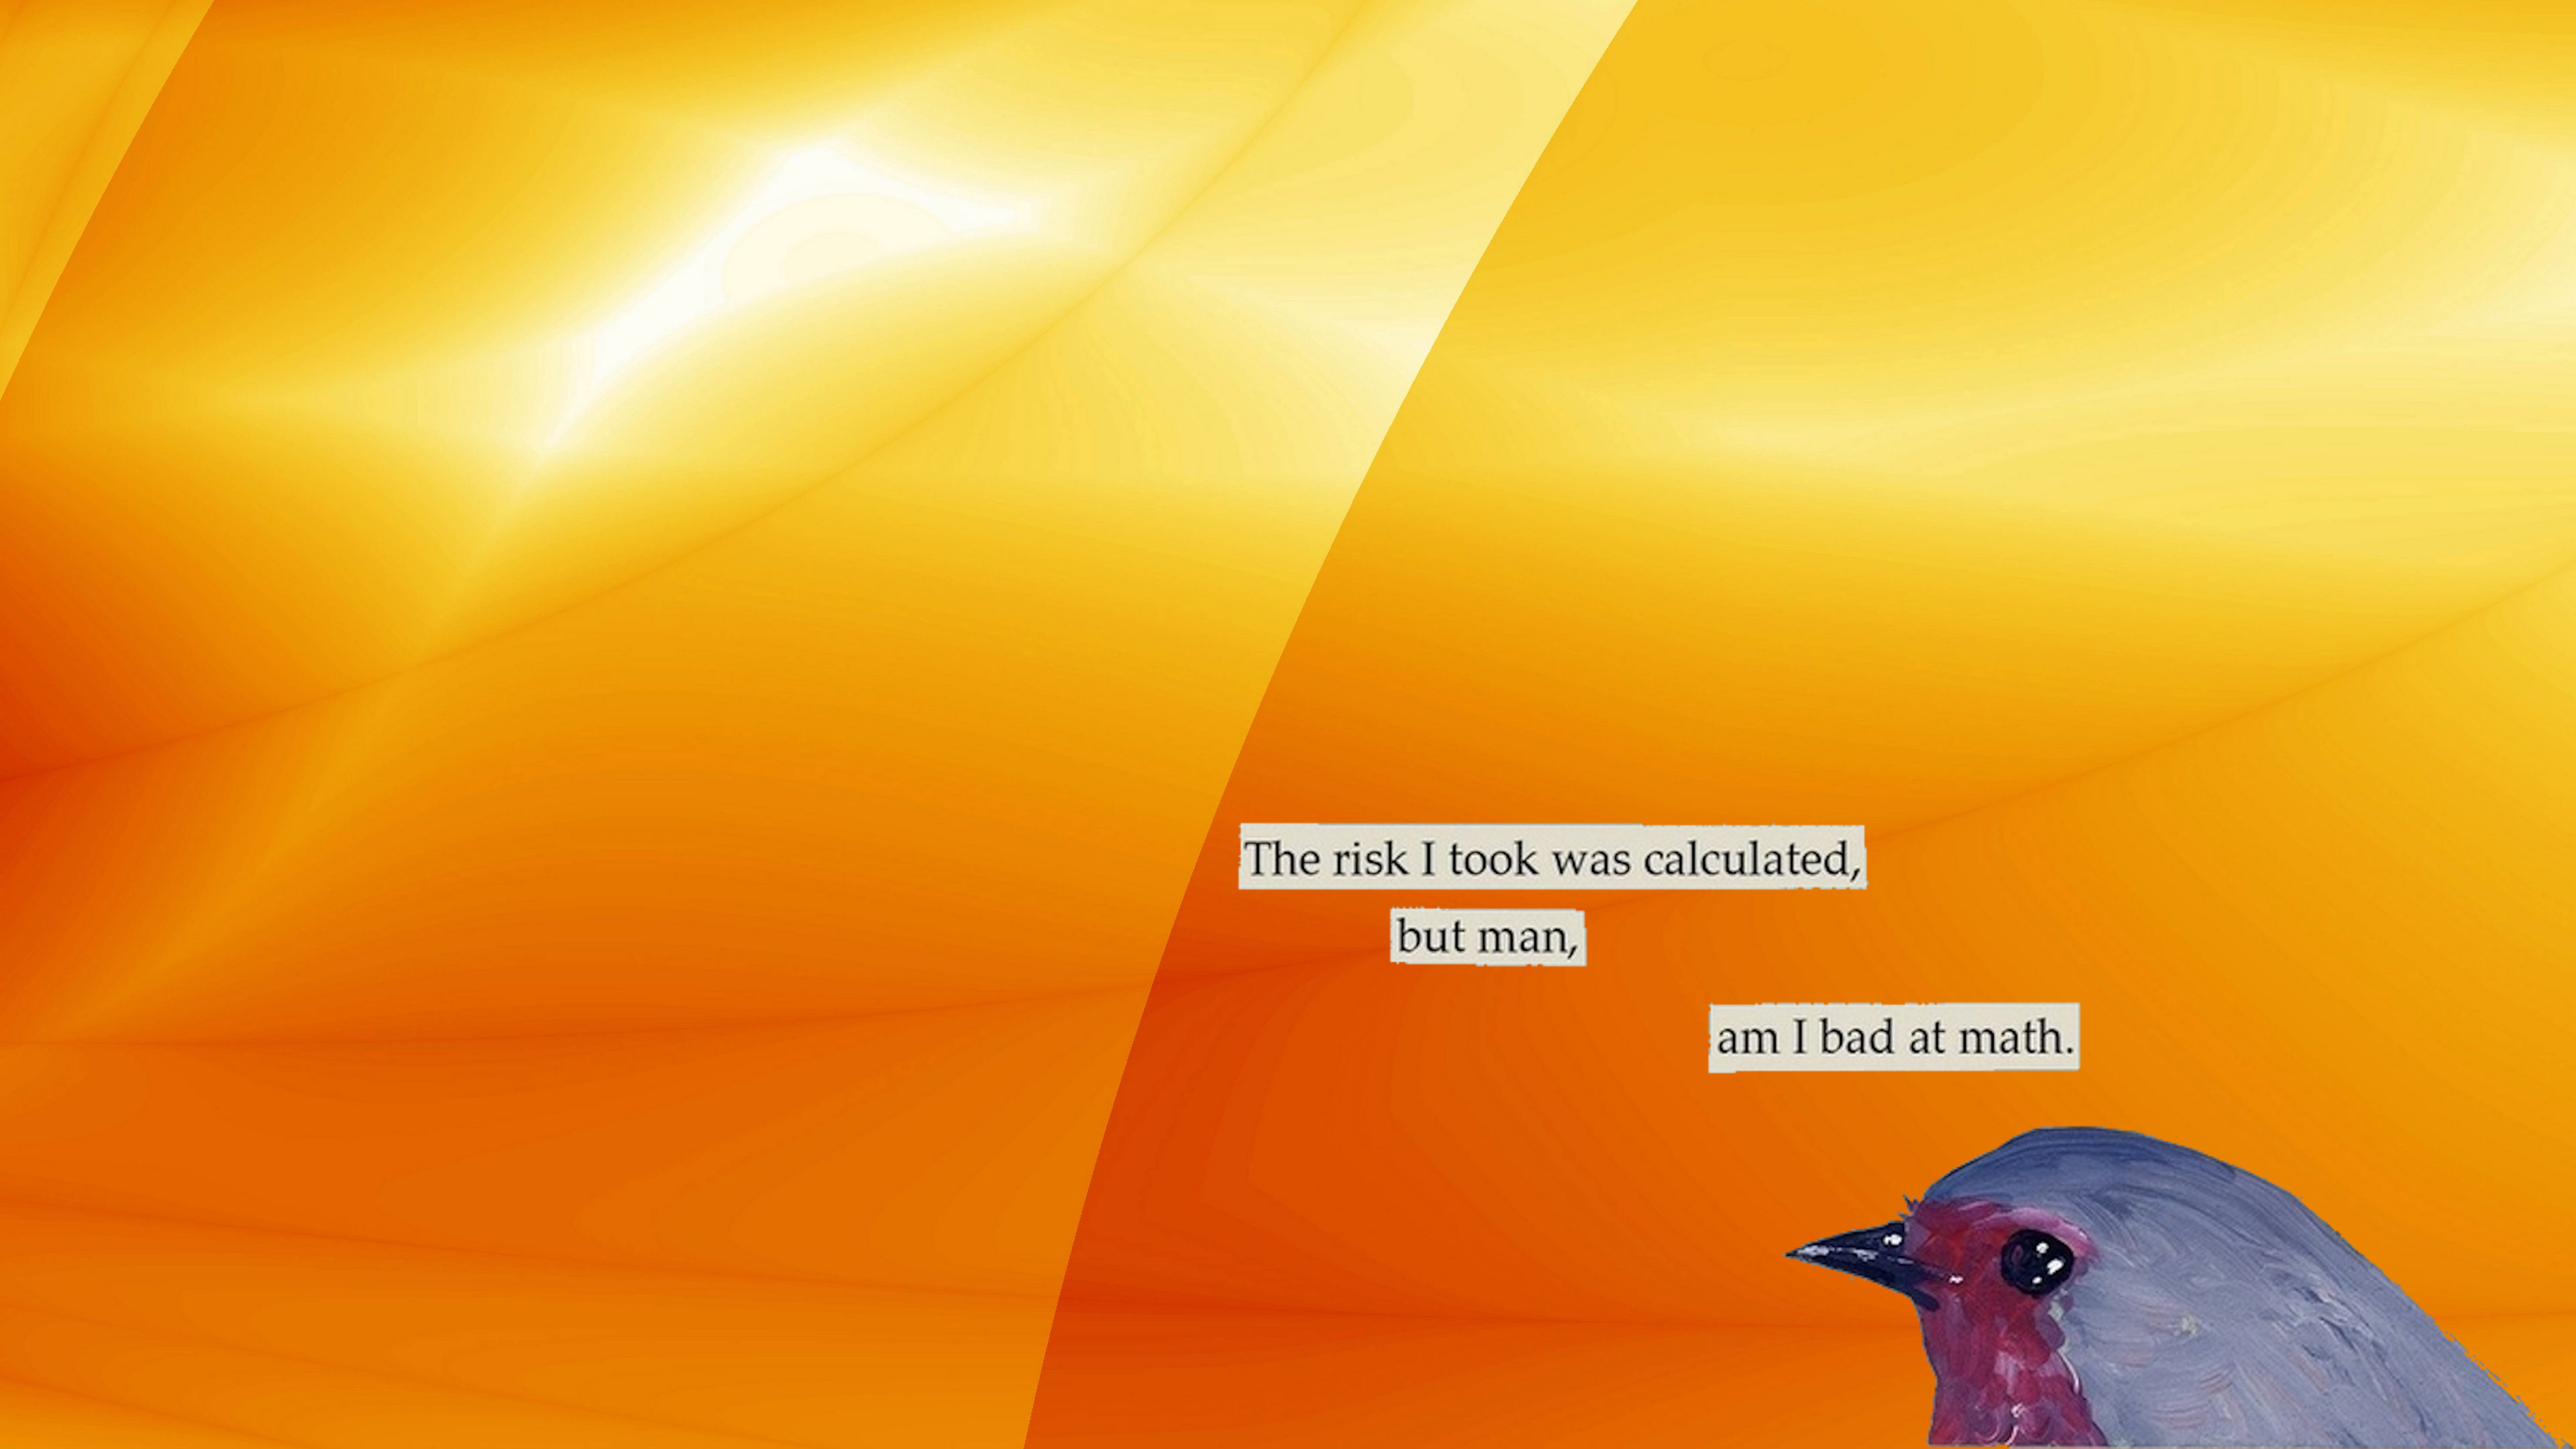 The risk I took was calculated,
but man,
am I bad at math.